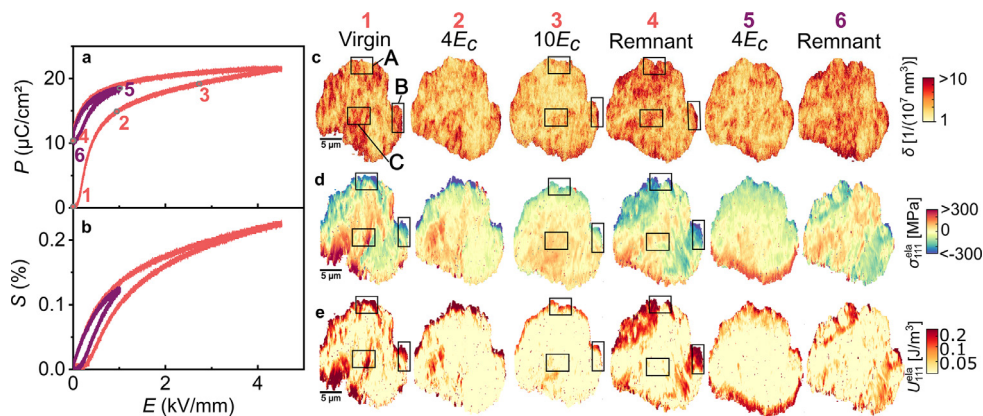 1 2 3 4 5 6
Virgin 4E_C 10E_C Remnant 4E_C Remnant
a
20
10
0
P (μC/cm²)
1
2
3
4
5
6
b
0.2
0.1
0.0
S (%)
0 2 4
E (kV/mm)
c
A
B
C
5 μm
>10
1
δ [1/(10⁷ nm³)]
d
5 μm
>300
0
<-300
σ₁₁₁ᵉˡᵃ [MPa]
e
5 μm
0.2
0.1
0.05
U₁₁₁ᵉˡᵃ [J/m³]